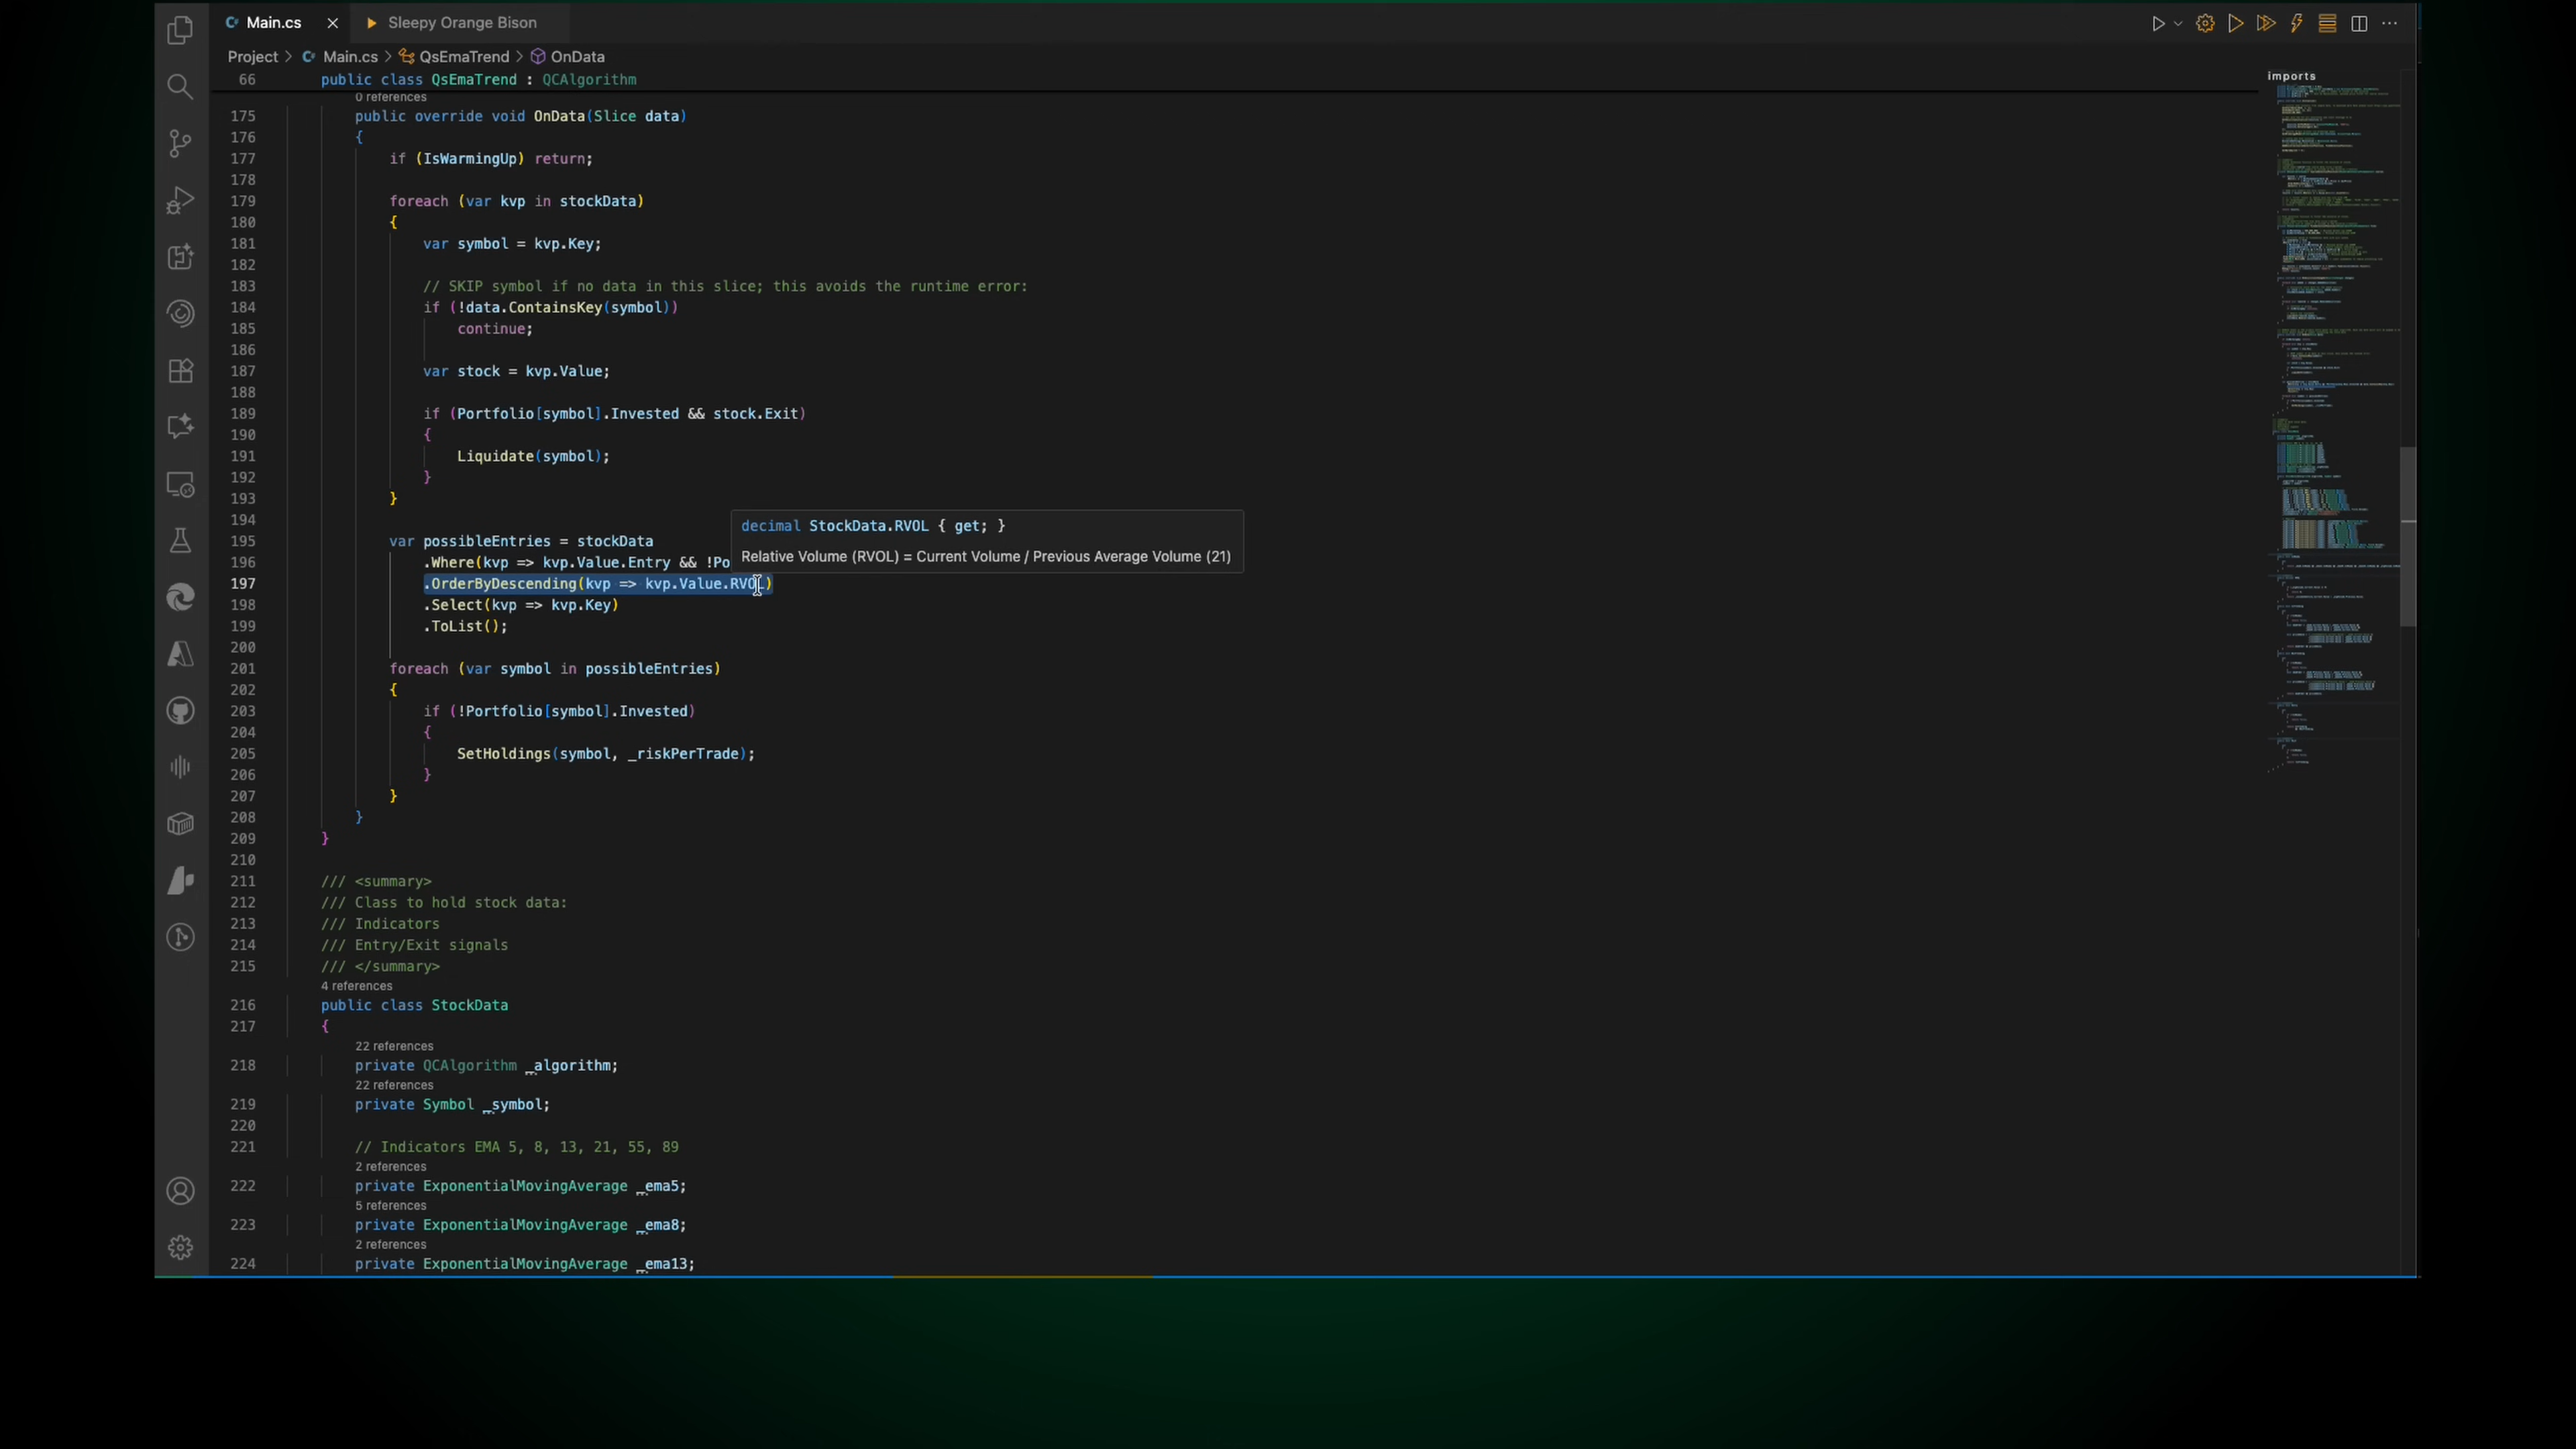 Main.cs
Sleepy Orange Bison
Project > Main.cs > QsEmaTrend > OnData
66 public class QsEmaTrend : QCAlgorithm
0 references
175 public override void OnData(Slice data)
176 {
177 if (IsWarmingUp) return;
178
179 foreach (var kvp in stockData)
180 {
181 var symbol = kvp.Key;
182
183 // SKIP symbol if no data in this slice; this avoids the runtime error:
184 if (!data.ContainsKey(symbol))
185 continue;
186
187 var stock = kvp.Value;
188
189 if (Portfolio[symbol].Invested && stock.Exit)
190 {
191 Liquidate(symbol);
192 }
193 }
194
decimal StockData.RVOL { get; }
Relative Volume (RVOL) = Current Volume / Previous Average Volume (21)
195 var possibleEntries = stockData
196 .Where(kvp => kvp.Value.Entry && !Po
197 .OrderByDescending(kvp => kvp.Value.RVOL)
198 .Select(kvp => kvp.Key)
199 .ToList();
200
201 foreach (var symbol in possibleEntries)
202 {
203 if (!Portfolio[symbol].Invested)
204 {
205 SetHoldings(symbol, _riskPerTrade);
206 }
207 }
208 }
209 }
210
211 /// <summary>
212 /// Class to hold stock data:
213 /// Indicators
214 /// Entry/Exit signals
215 /// </summary>
4 references
216 public class StockData
217 {
22 references
218 private QCAlgorithm _algorithm;
22 references
219 private Symbol _symbol;
220
221 // Indicators EMA 5, 8, 13, 21, 55, 89
2 references
222 private ExponentialMovingAverage _ema5;
5 references
223 private ExponentialMovingAverage _ema8;
2 references
224 private ExponentialMovingAverage _ema13;
imports